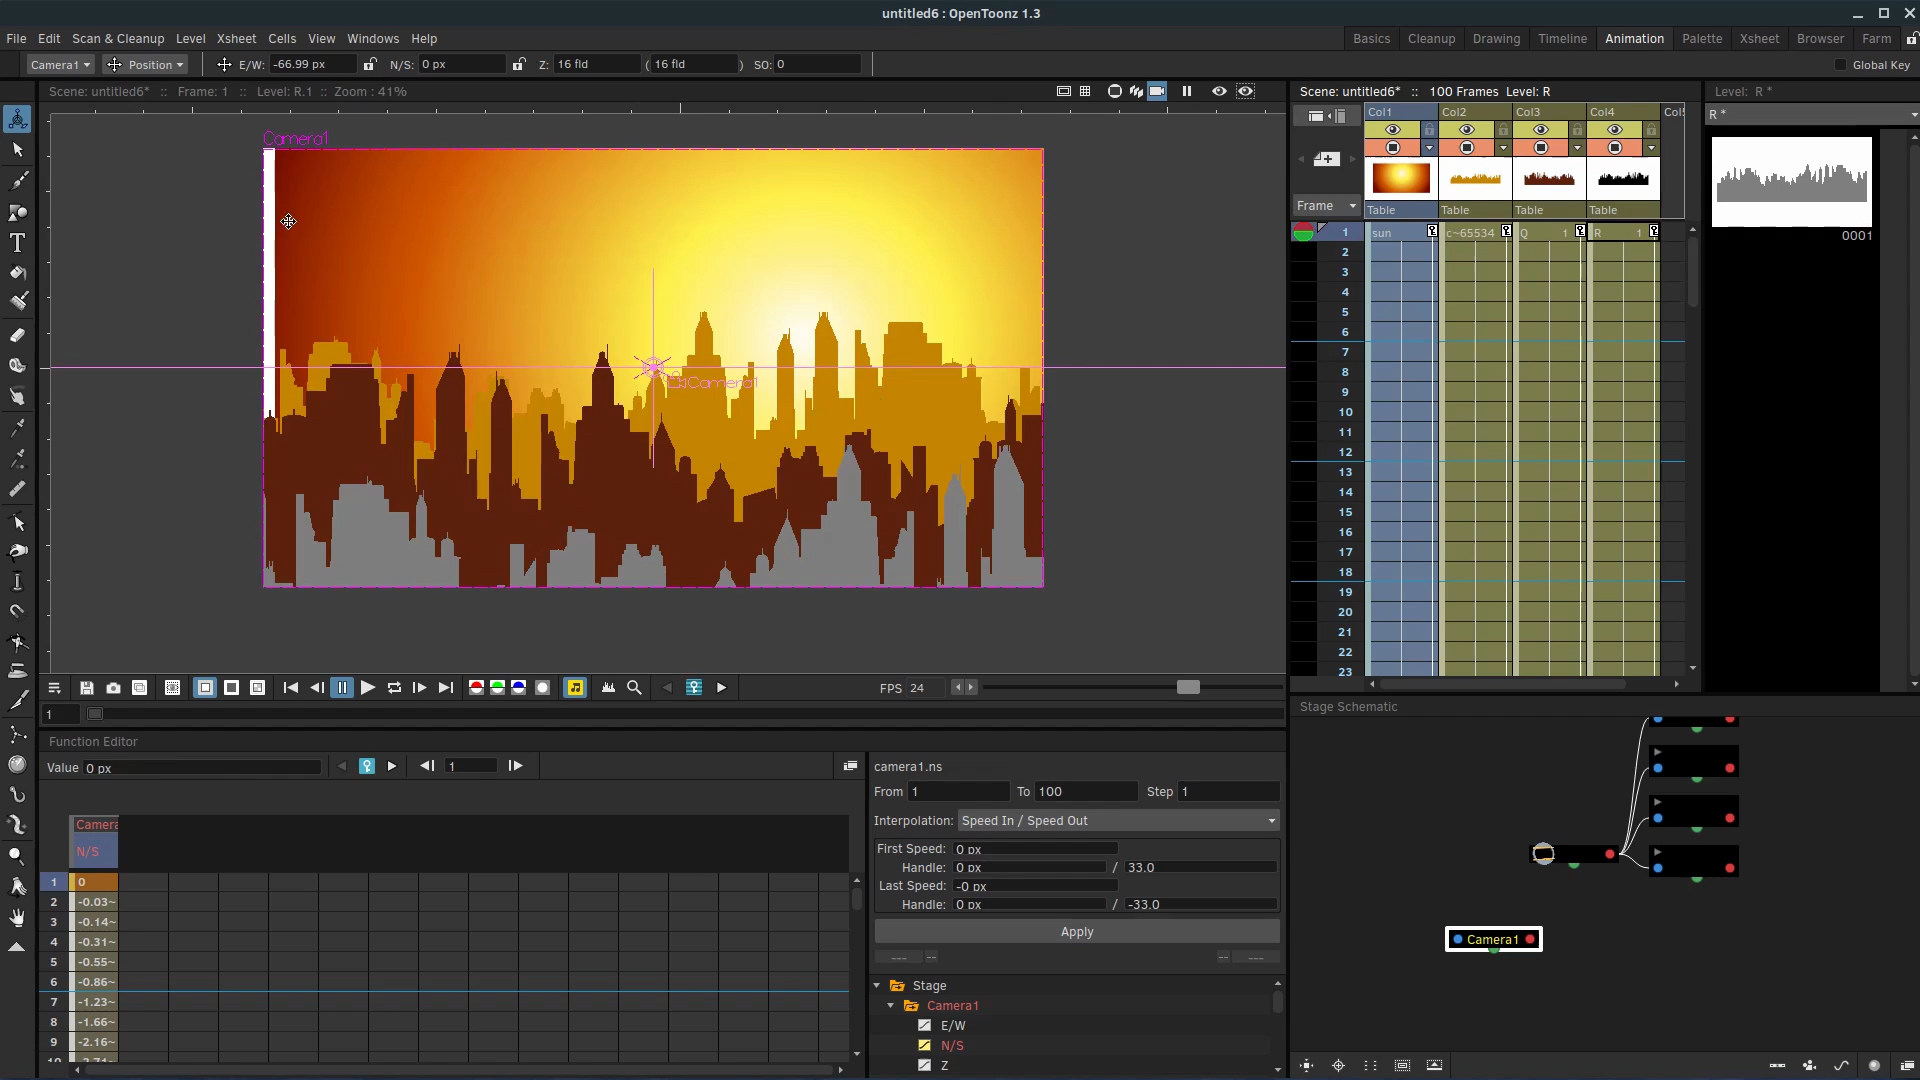 untitled6 : OpenToonz 1.3
File Edit Scan & Cleanup Level Xsheet Cells View Windows Help
Basics Cleanup Drawing Timeline Animation Palette Xsheet Browser Farm
Camera1 Position E/W: -66.99 px N/S: 0 px Z: 16 fld ( 16 fld ) SO: 0
Global Key
Scene: untitled6* :: Frame: 1 :: Level: R.1 :: Zoom : 41%
Scene: untitled6* :: 100 Frames Level: R
Level: R *
Col1 Col2 Col3 Col4
R *
Camera1
Camera1
Frame
Table Table Table Table
0001
1 sun c~65534 Q 1 R 1
2
3
4
5
6
7
8
9
10
11
12
13
14
15
16
17
18
19
20
21
22
23
FPS 24
1
Stage Schematic
Function Editor
Value 0 px
1
camera1.ns
From 1 To 100 Step 1
Interpolation: Speed In / Speed Out
First Speed: 0 px
Handle: 0 px / 33.0
Last Speed: -0 px
Handle: 0 px / -33.0
Apply
--- -- -- ---
Camera
N/S
1 0
2 -0.03~
3 -0.14~
4 -0.31~
5 -0.55~
6 -0.86~
7 -1.23~
8 -1.66~
9 -2.16~
Stage
Camera1
E/W
N/S
Z
Camera1